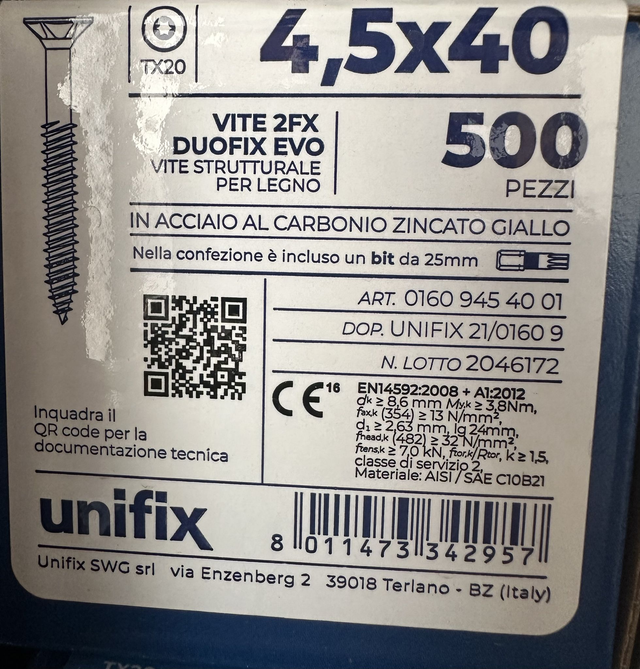 4,5x40
TX20
VITE 2FX
DUOFIX EVO
VITE STRUTTURALE
PER LEGNO
500
PEZZI
IN ACCIAIO AL CARBONIO ZINCATO GIALLO
Nella confezione è incluso un bit da 25mm
ART. 0160 945 40 01
DOP. UNIFIX 21/0160 9
N. LOTTO 2046172
CE 16
EN14592:2008 + A1:2012
dk ≥ 8,6 mm My,k ≥ 3,8Nm,
fax,k (354) ≥ 13 N/mm²,
d₁ ≥ 2,63 mm, lg 24mm,
fhead,k (482) ≥ 32 N/mm²,
ftens,k ≥ 7,0 kN, ftor,k/Rtor, k ≥ 1,5,
classe di servizio 2,
Materiale: AISI / SAE C10B21
Inquadra il
QR code per la
documentazione tecnica
unifix
8 011473 342957
Unifix SWG srl via Enzenberg 2 39018 Terlano - BZ (Italy)